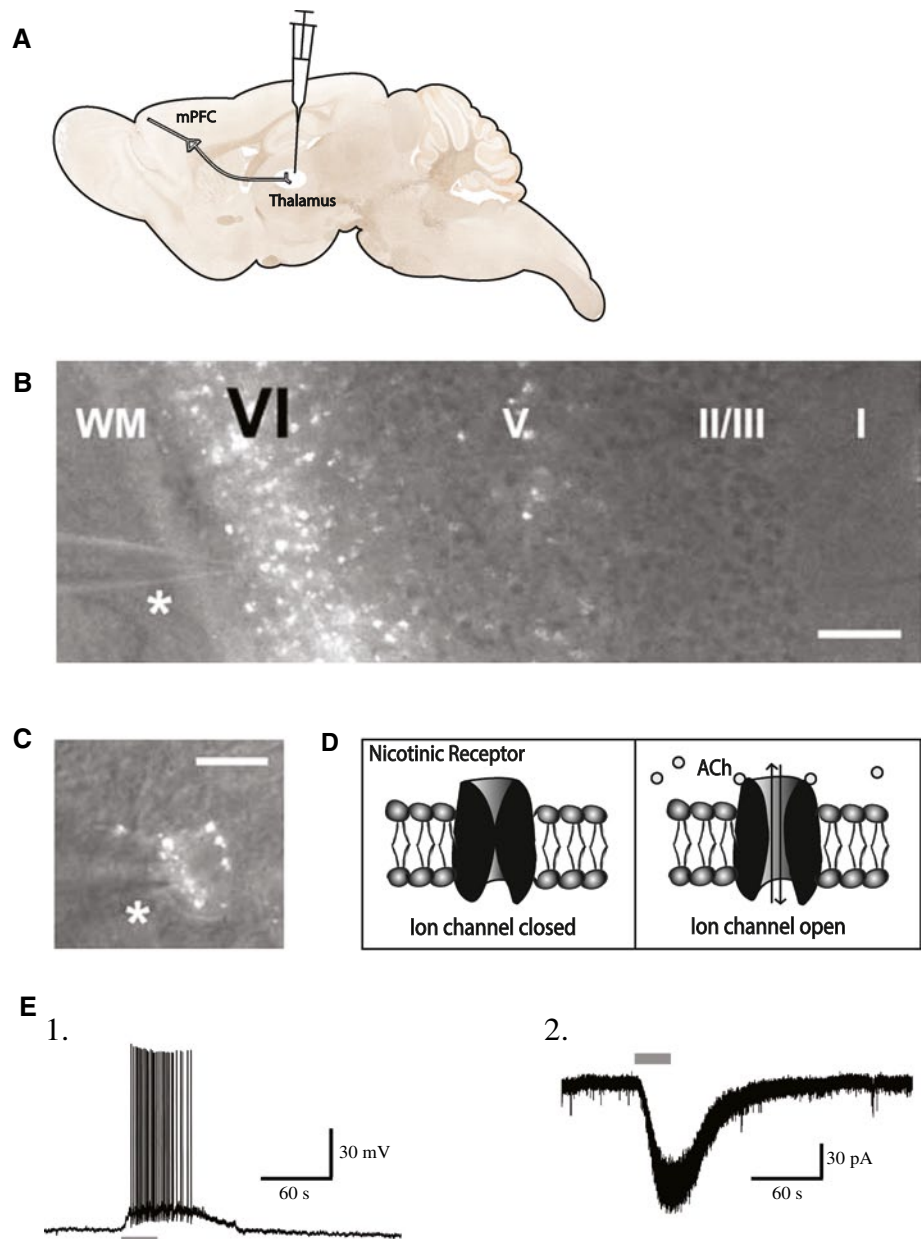 A
mPFC
Thalamus
B
WM VI V II/III I
*
C
*
D
Nicotinic Receptor
Ion channel closed
ACh
Ion channel open
E
1.
30 mV
60 s
2.
30 pA
60 s